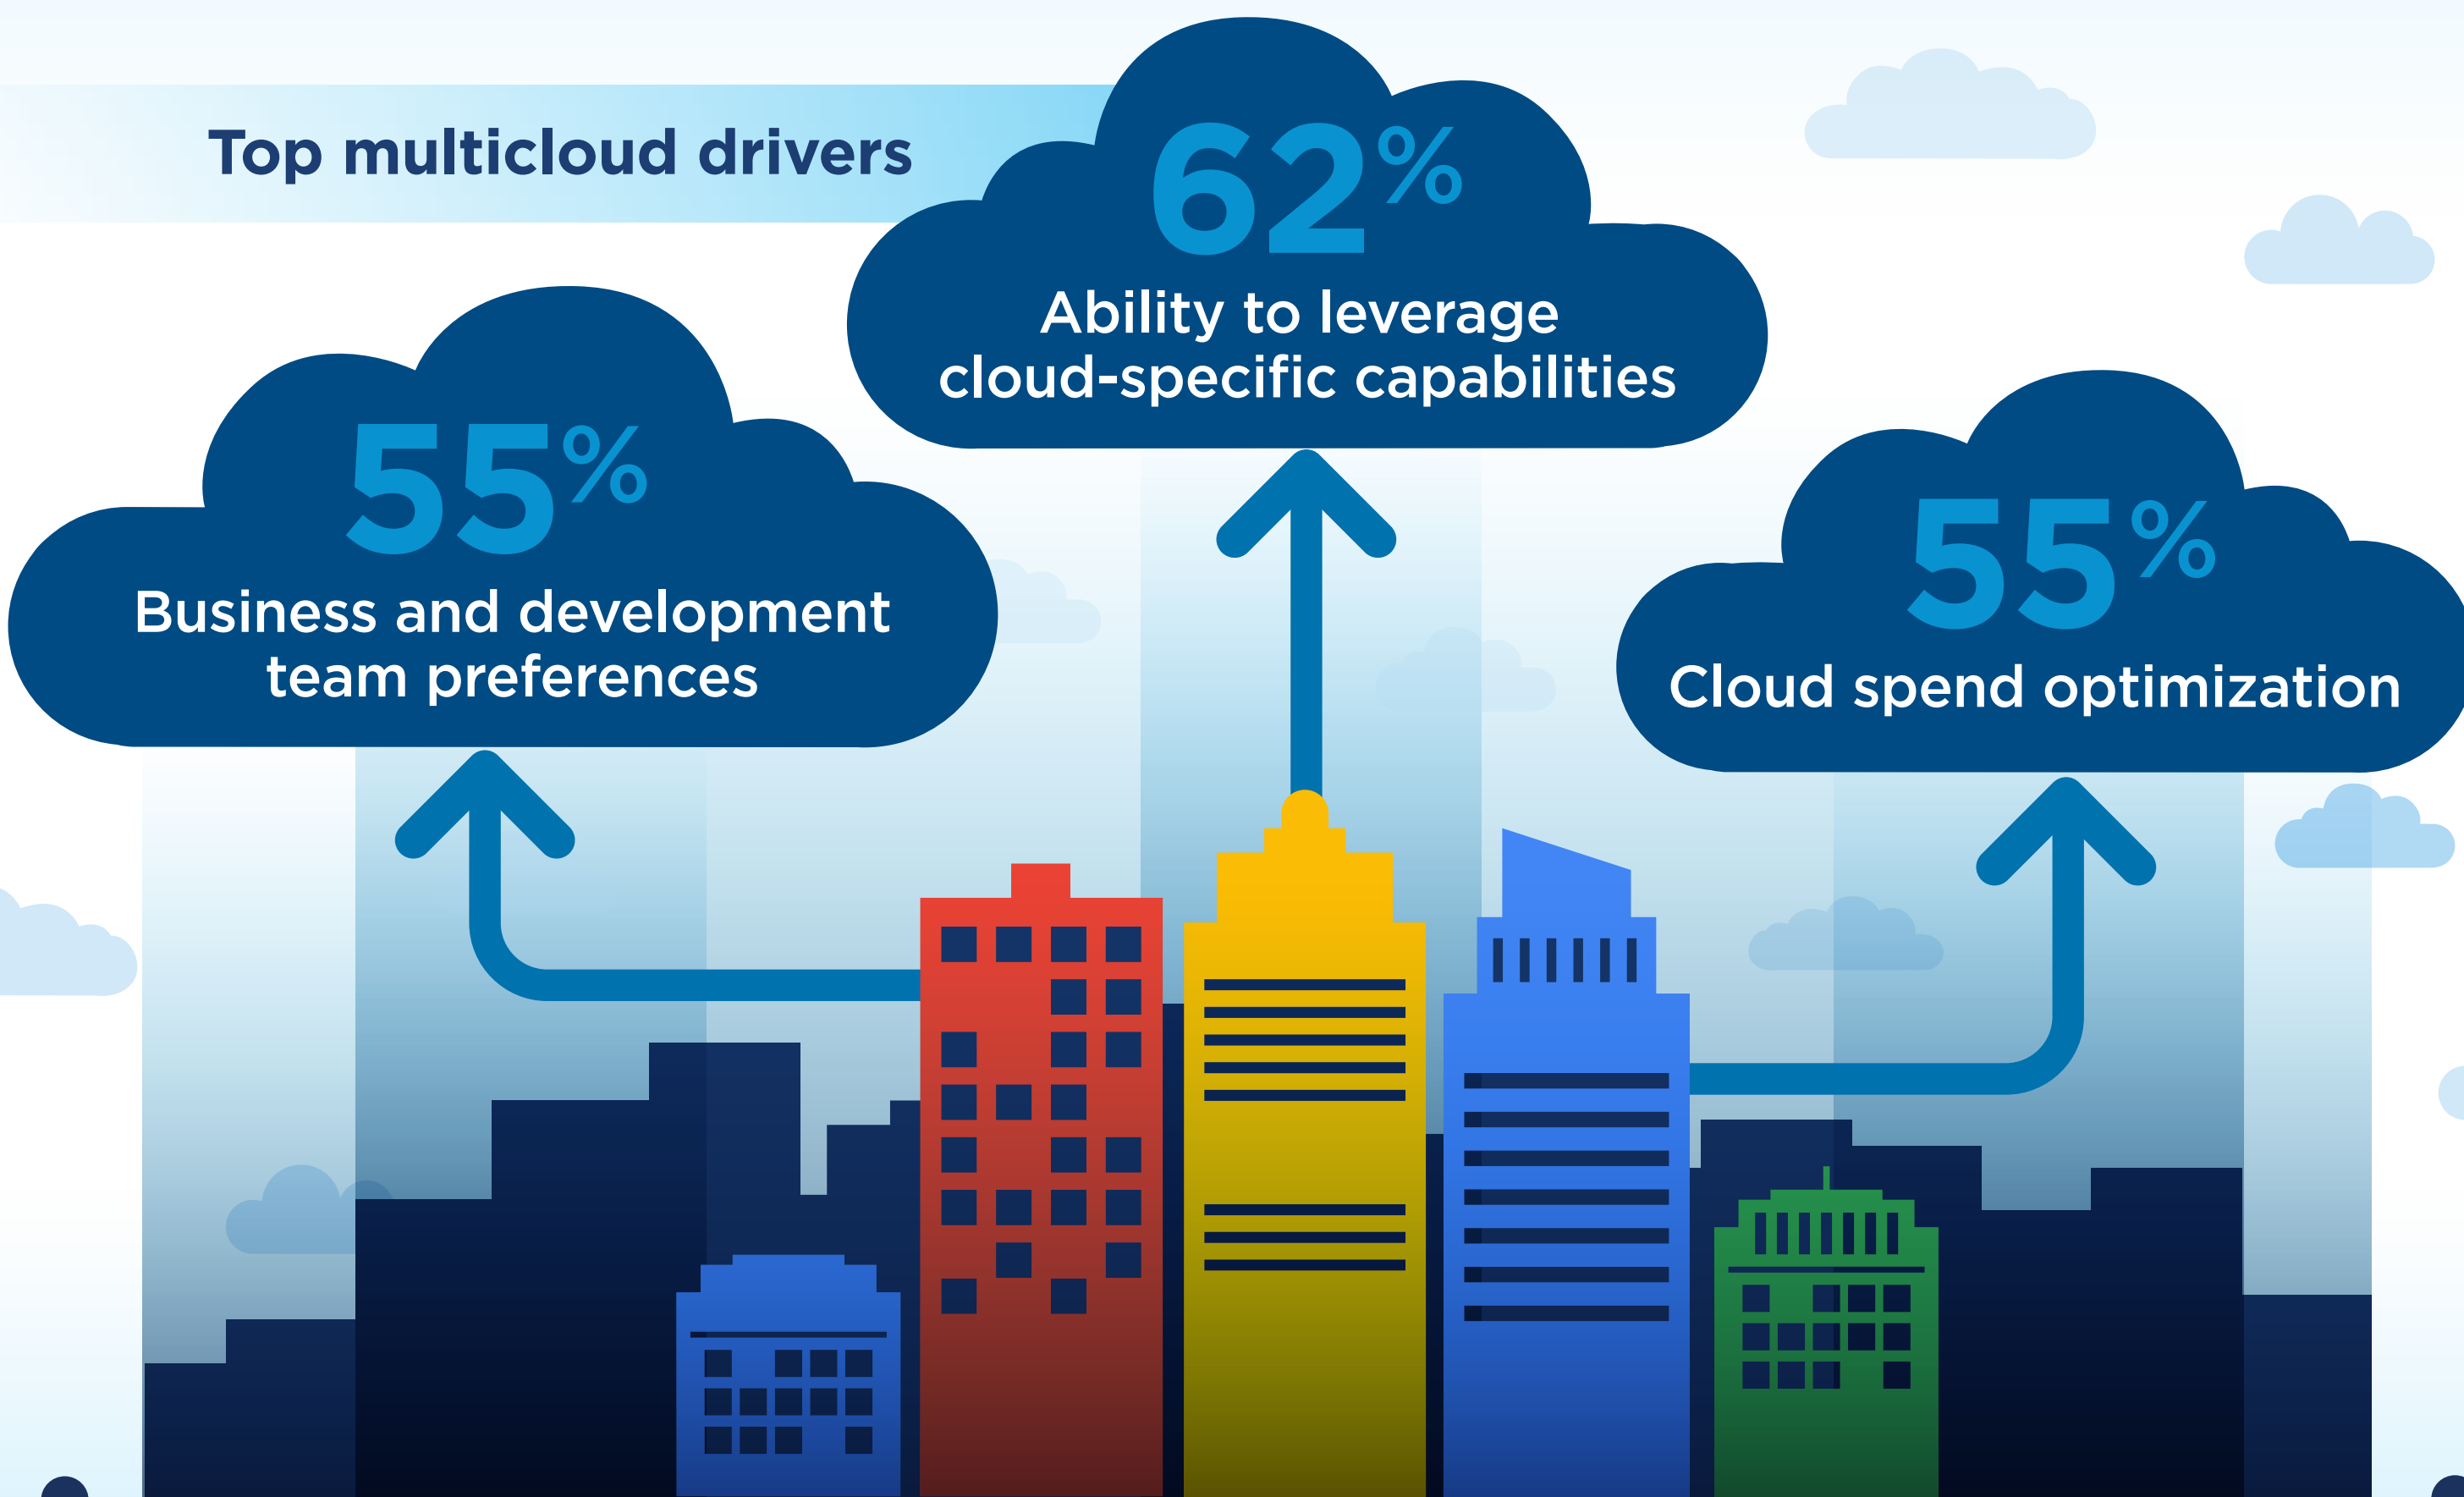 Top multicloud drivers
62%
Ability to leverage
cloud-specific capabilities
55%
Business and development
team preferences
55%
Cloud spend optimization